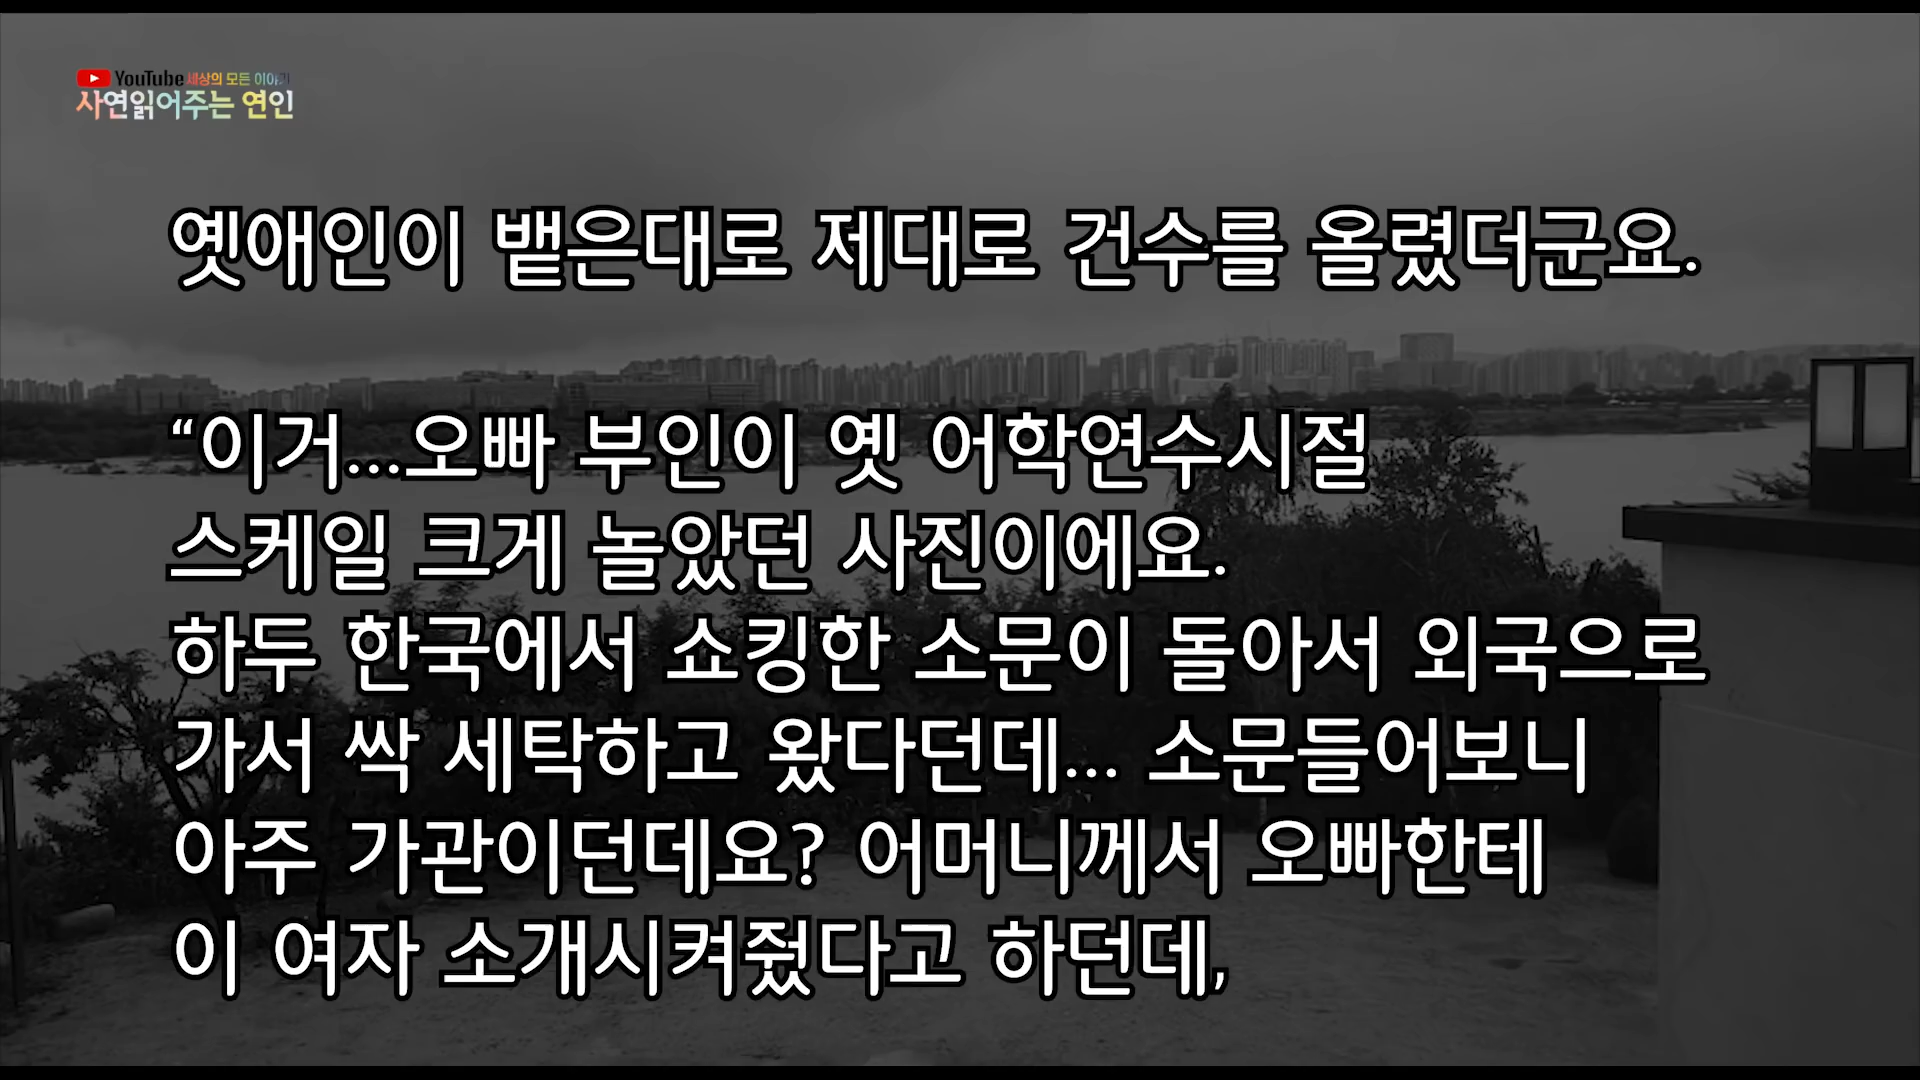 YouTube 세상의 모든 이야기
사연읽어주는 연인
옛애인이 뱉은대로 제대로 건수를 올렸더군요.
“이거...오빠 부인이 옛 어학연수시절
스케일 크게 놀았던 사진이에요.
하두 한국에서 쇼킹한 소문이 돌아서 외국으로
가서 싹 세탁하고 왔다던데... 소문들어보니
아주 가관이던데요? 어머니께서 오빠한테
이 여자 소개시켜줬다고 하던데,